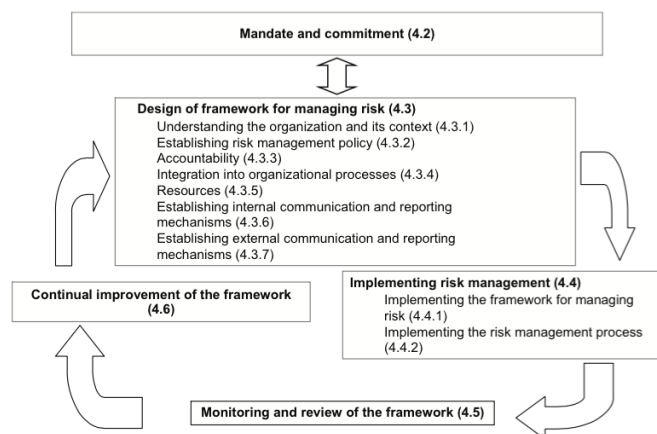 Mandate and commitment (4.2)
Design of framework for managing risk (4.3)
Understanding the organization and its context (4.3.1)
Establishing risk management policy (4.3.2)
Accountability (4.3.3)
Integration into organizational processes (4.3.4)
Resources (4.3.5)
Establishing internal communication and reporting
mechanisms (4.3.6)
Establishing external communication and reporting
mechanisms (4.3.7)
Implementing risk management (4.4)
Implementing the framework for managing
risk (4.4.1)
Implementing the risk management process
(4.4.2)
Monitoring and review of the framework (4.5)
Continual improvement of the framework
(4.6)